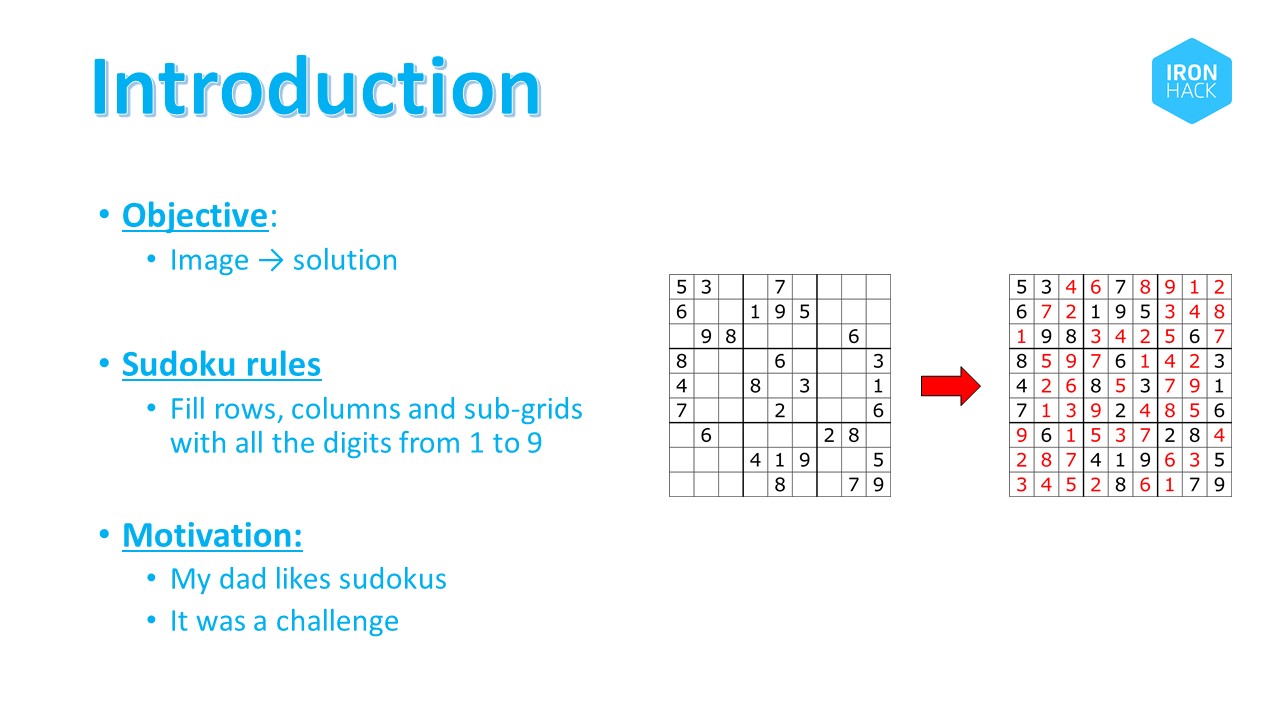 Introduction
IRON
HACK
• Objective:
• Image → solution
• Sudoku rules
• Fill rows, columns and sub-grids
with all the digits from 1 to 9
• Motivation:
• My dad likes sudokus
• It was a challenge
5 3 7
6 1 9 5
9 8 6
8 6 3
4 8 3 1
7 2 6
6 2 8
4 1 9 5
8 7 9
5 3 4 6 7 8 9 1 2
6 7 2 1 9 5 3 4 8
1 9 8 3 4 2 5 6 7
8 5 9 7 6 1 4 2 3
4 2 6 8 5 3 7 9 1
7 1 3 9 2 4 8 5 6
9 6 1 5 3 7 2 8 4
2 8 7 4 1 9 6 3 5
3 4 5 2 8 6 1 7 9